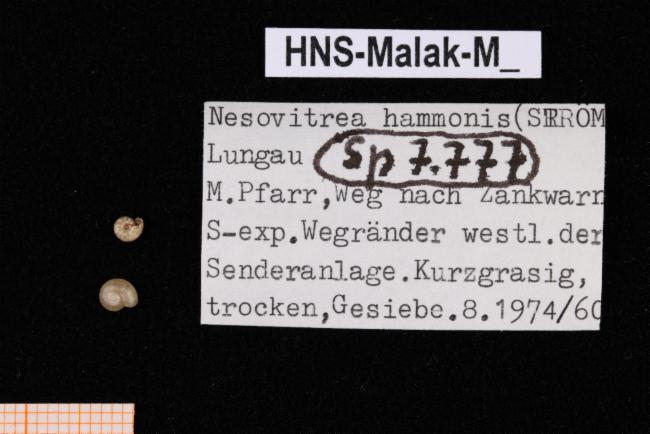 HNS-Malak-M_
Nesovitrea hammonis(STRÖM
Lungau Sp 7.777
M.Pfarr,Weg nach Zankwarn
S-exp.Wegränder westl.der
Senderanlage.Kurzgrasig,
trocken,Gesiebe.8.1974/60